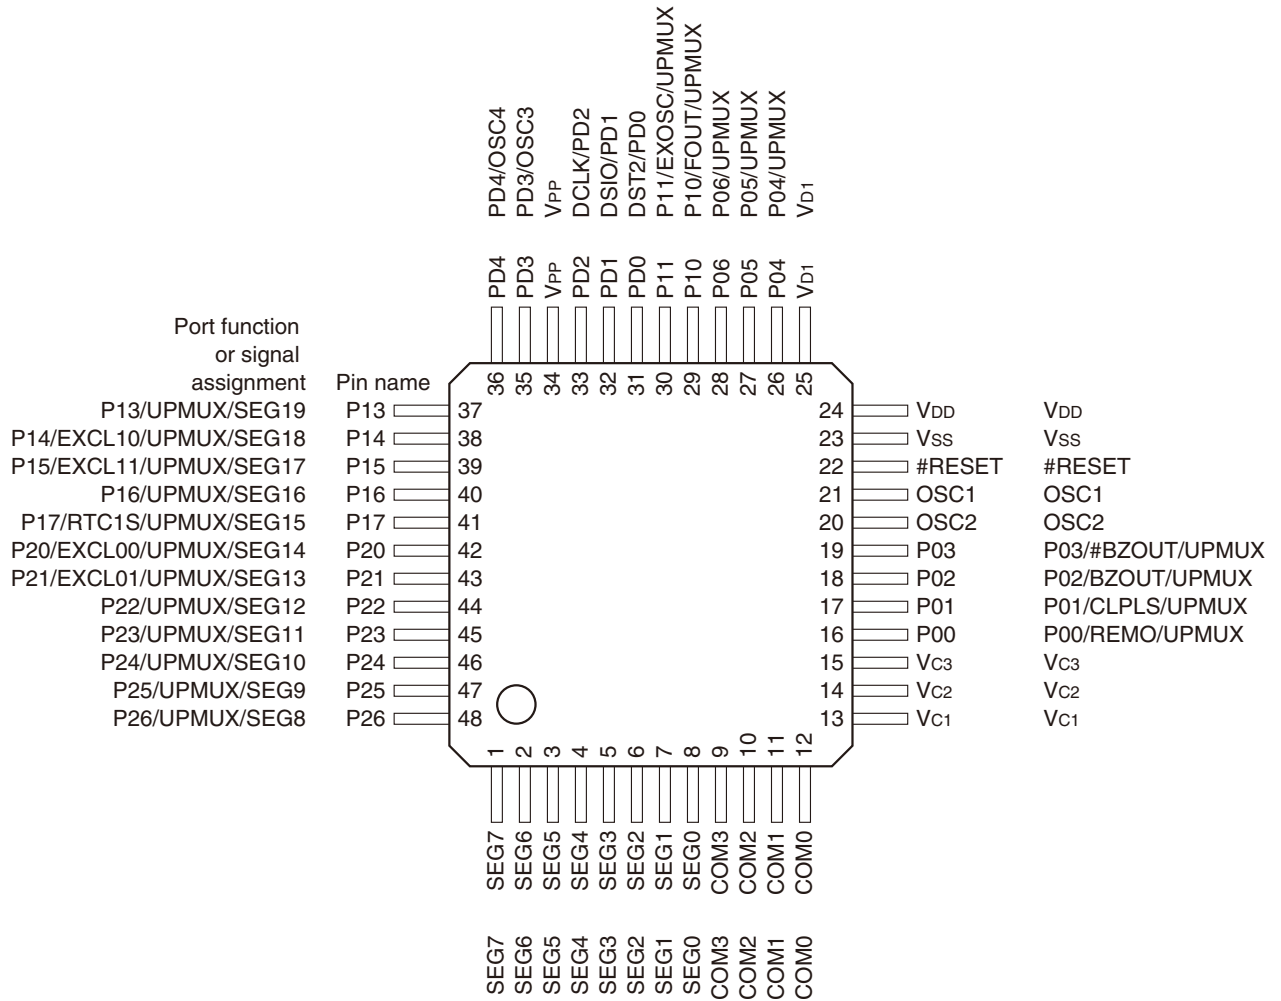 PD4/OSC4
PD3/OSC3
VPP
DCLK/PD2
DSIO/PD1
DST2/PD0
P11/EXOSC/UPMUX
P10/FOUT/UPMUX
P06/UPMUX
P05/UPMUX
P04/UPMUX
VD1
PD4
PD3
VPP
PD2
PD1
PD0
P11
P10
P06
P05
P04
VD1
36
35
34
33
32
31
30
29
28
27
26
25
Port function
or signal
assignment Pin name
P13/UPMUX/SEG19 P13 37
P14/EXCL10/UPMUX/SEG18 P14 38
P15/EXCL11/UPMUX/SEG17 P15 39
P16/UPMUX/SEG16 P16 40
P17/RTC1S/UPMUX/SEG15 P17 41
P20/EXCL00/UPMUX/SEG14 P20 42
P21/EXCL01/UPMUX/SEG13 P21 43
P22/UPMUX/SEG12 P22 44
P23/UPMUX/SEG11 P23 45
P24/UPMUX/SEG10 P24 46
P25/UPMUX/SEG9 P25 47
P26/UPMUX/SEG8 P26 48
24 VDD VDD
23 VSS VSS
22 #RESET #RESET
21 OSC1 OSC1
20 OSC2 OSC2
19 P03 P03/#BZOUT/UPMUX
18 P02 P02/BZOUT/UPMUX
17 P01 P01/CLPLS/UPMUX
16 P00 P00/REMO/UPMUX
15 VC3 VC3
14 VC2 VC2
13 VC1 VC1
1
2
3
4
5
6
7
8
9
10
11
12
SEG7
SEG6
SEG5
SEG4
SEG3
SEG2
SEG1
SEG0
COM3
COM2
COM1
COM0
SEG7
SEG6
SEG5
SEG4
SEG3
SEG2
SEG1
SEG0
COM3
COM2
COM1
COM0